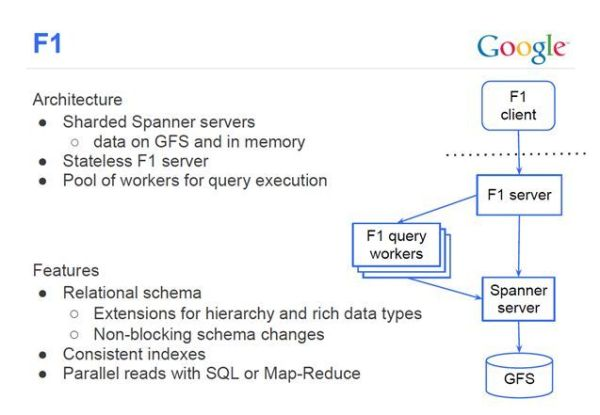 F1
Google
Architecture
● Sharded Spanner servers
○ data on GFS and in memory
● Stateless F1 server
● Pool of workers for query execution
Features
● Relational schema
○ Extensions for hierarchy and rich data types
○ Non-blocking schema changes
● Consistent indexes
● Parallel reads with SQL or Map-Reduce
F1
client
F1 server
F1 query
workers
Spanner
server
GFS